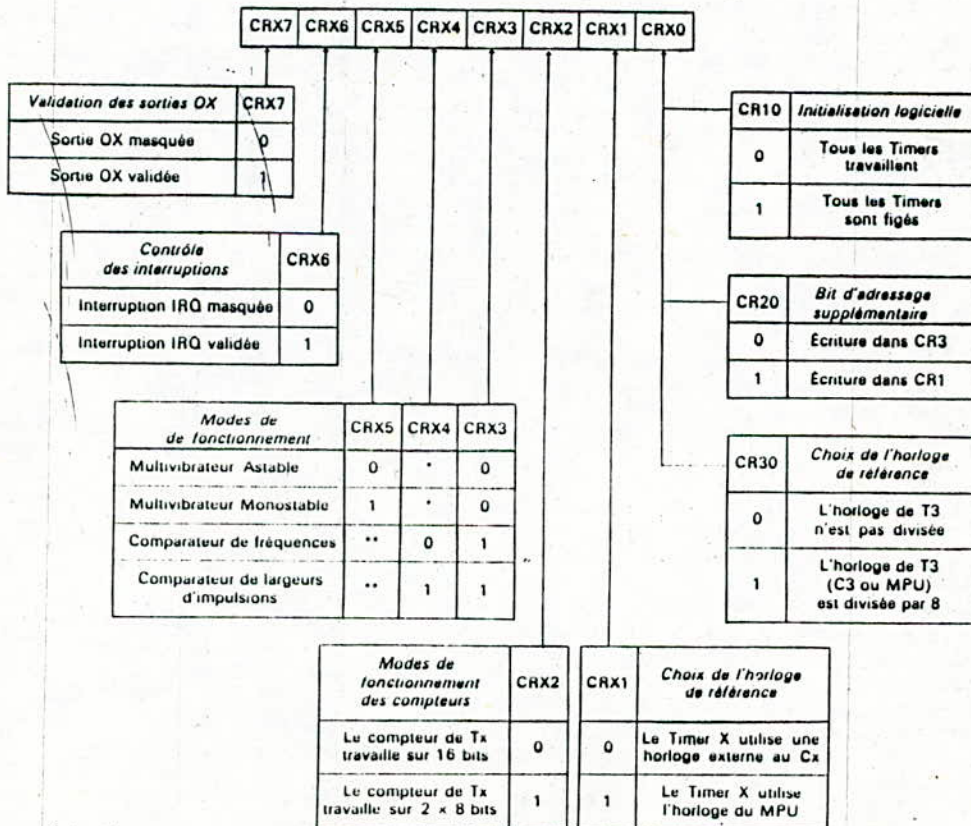 CRX7 CRX6 CRX5 CRX4 CRX3 CRX2 CRX1 CRX0
Validation des sorties OX CRX7
Sortie OX masquée 0
Sortie OX validée 1
Contrôle
des interruptions CRX6
Interruption IRQ masquée 0
Interruption IRQ validée 1
Modes de
de fonctionnement CRX5 CRX4 CRX3
Multivibrateur Astable 0 * 0
Multivibrateur Monostable 1 * 0
Comparateur de fréquences ** 0 1
Comparateur de largeurs
d'impulsions ** 1 1
Modes de
fonctionnement
des compteurs CRX2
Le compteur de Tx
travaille sur 16 bits 0
Le compteur de Tx
travaille sur 2 × 8 bits 1
CRX1 Choix de l'horloge
de référence
0 Le Timer X utilise une
horloge externe au Cx
1 Le Timer X utilise
l'horloge du MPU
CR10 Initialisation logicielle
0 Tous les Timers
travaillent
1 Tous les Timers
sont figés
CR20 Bit d'adressage
supplémentaire
0 Écriture dans CR3
1 Écriture dans CR1
CR30 Choix de l'horloge
de référence
0 L'horloge de T3
n'est pas divisée
1 L'horloge de T3
(C3 ou MPU)
est divisée par 8